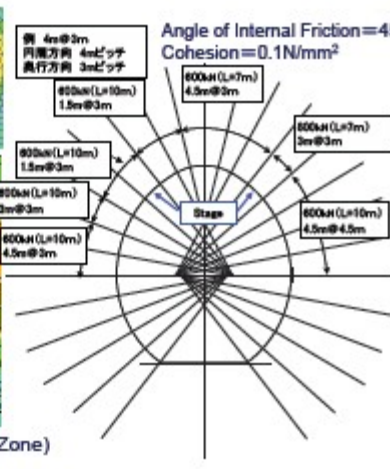 Angle of Internal Friction=4
Cohesion=0.1N/mm²
例 4m@3m
円周方向 4mピッチ
奥行方向 3mピッチ
600kN(L=7m)
4.5m@3m
600kN(L=10m)
1.5m@3m
600kN(L=7m)
3m@3m
600kN(L=10m)
1.5m@3m
600kN(L=10m)
3m@3m
Stage
600kN(L=10m)
4.5m@4.5m
600kN(L=10m)
4.5m@3m
Zone)